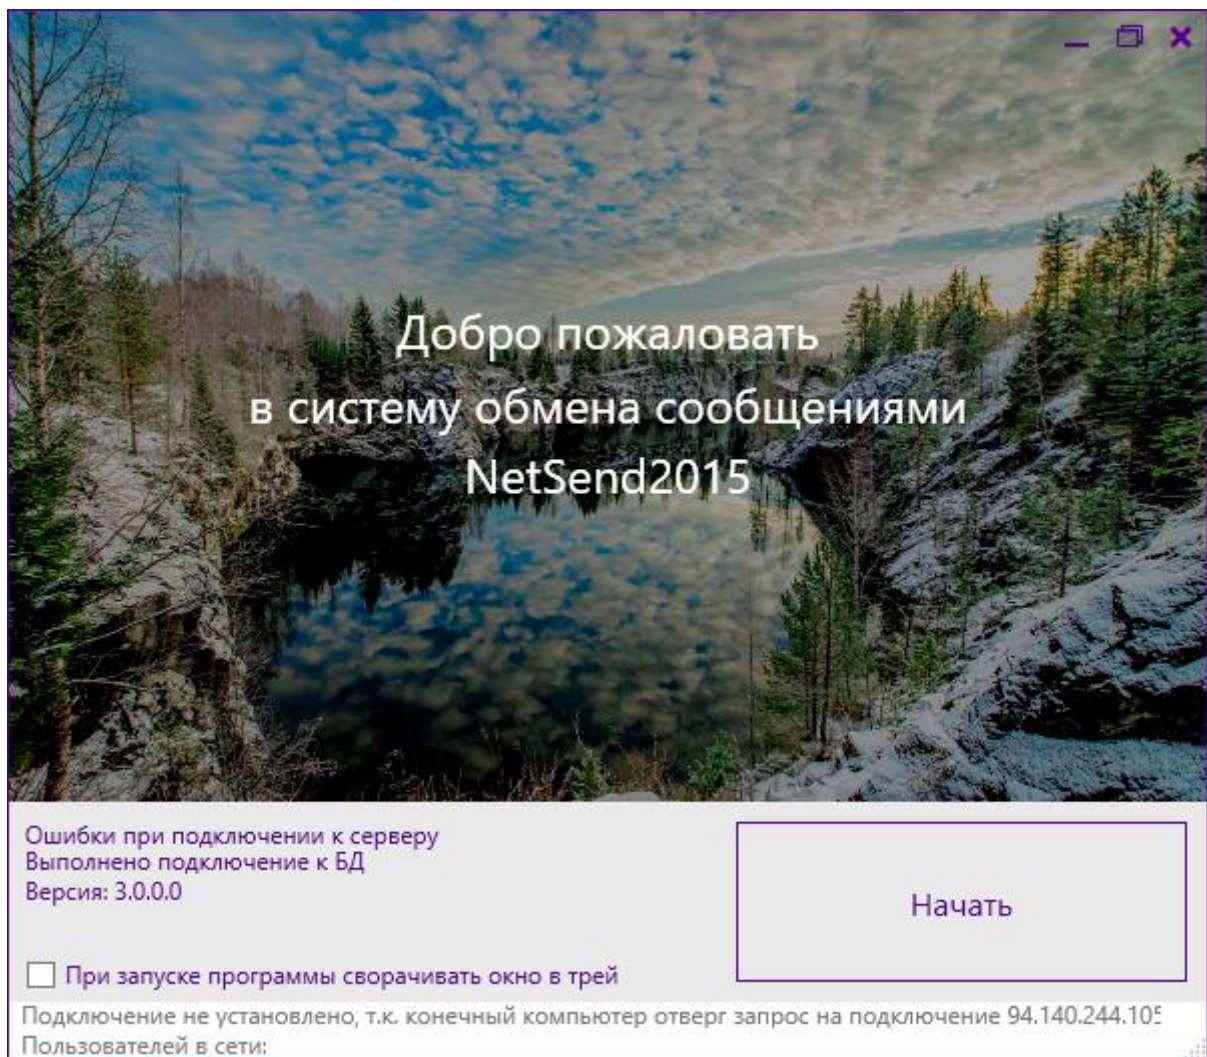 Добро пожаловать
в систему обмена сообщениями
NetSend2015
Ошибки при подключении к серверу
Выполнено подключение к БД
Версия: 3.0.0.0
Начать
При запуске программы сворачивать окно в трей
Подключение не установлено, т.к. конечный компьютер отверг запрос на подключение 94.140.244.105
Пользователей в сети: